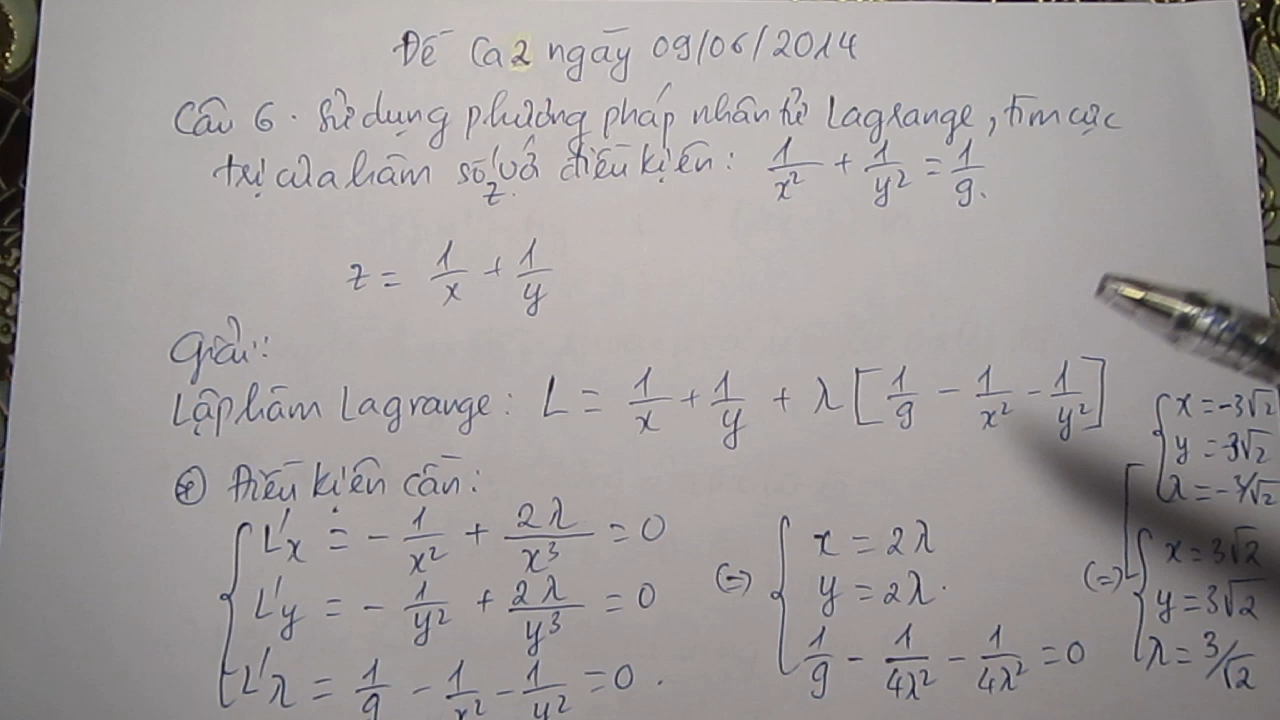 Đề Ca 2 ngày 09/06/2014
Câu 6. Sử dụng phương pháp nhân tử Lagrange, tìm cực
trị của hàm số z với điều kiện: 1/x² + 1/y² = 1/9.
z = 1/x + 1/y
Giải:
Lập hàm Lagrange: L = 1/x + 1/y + λ[1/9 - 1/x² - 1/y²]
⊛ Điều kiện cần:
{ L'x = -1/x² + 2λ/x³ = 0
L'y = -1/y² + 2λ/y³ = 0
L'λ = 1/9 - 1/x² - 1/y² = 0.
(=) { x = 2λ
y = 2λ.
1/9 - 1/4λ² - 1/4λ² = 0
(=) [ { x = -3√2
y = -3√2
λ = -3/√2
{ x = 3√2
y = 3√2
λ = 3/√2